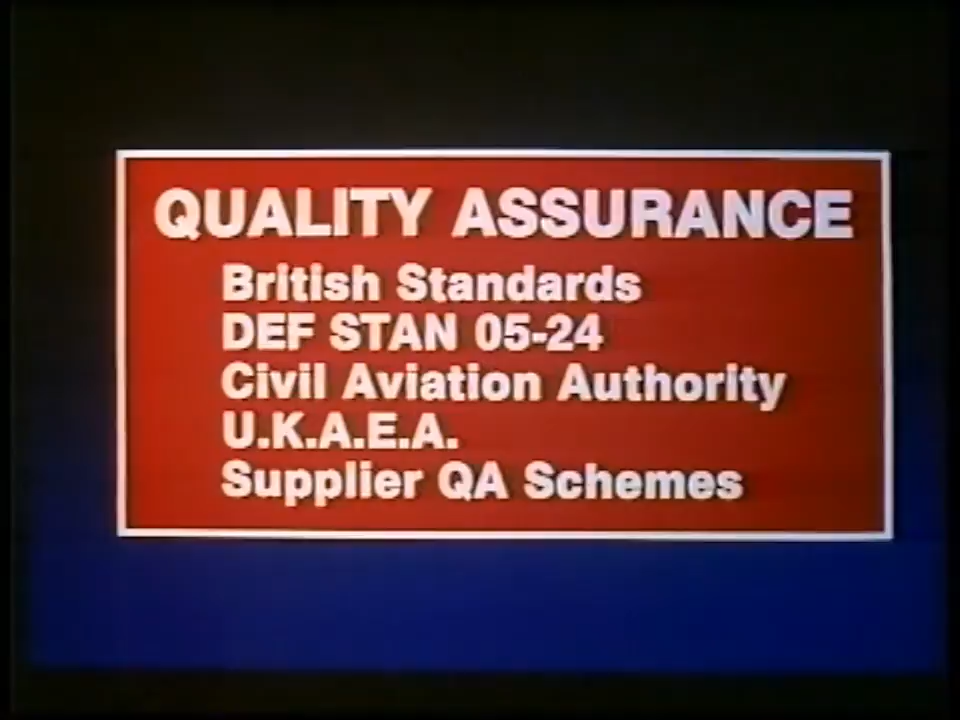 QUALITY ASSURANCE
British Standards
DEF STAN 05-24
Civil Aviation Authority
U.K.A.E.A.
Supplier QA Schemes